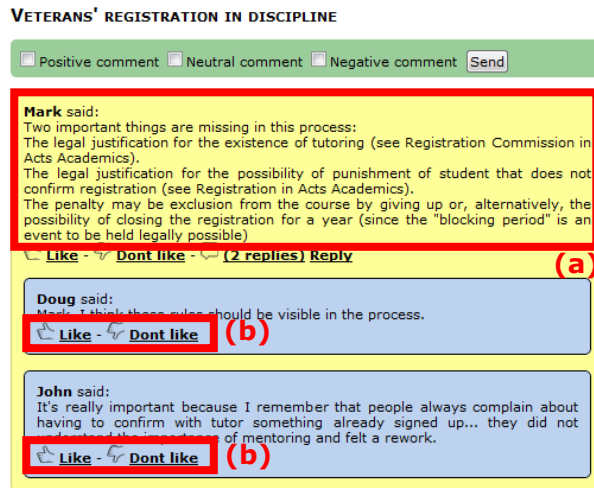 VETERANS' REGISTRATION IN DISCIPLINE
Positive comment Neutral comment Negative comment Send
Mark said:
Two important things are missing in this process:
The legal justification for the existence of tutoring (see Registration Commission in
Acts Academics).
The legal justification for the possibility of punishment of student that does not
confirm registration (see Registration in Acts Academics).
The penalty may be exclusion from the course by giving up or, alternatively, the
possibility of closing the registration for a year (since the "blocking period" is an
event to be held legally possible)
Like - Dont like - (2 replies) Reply
(a)
Doug said:
Mark, I think these rules should be visible in the process.
Like - Dont like (b)
John said:
It's really important because I remember that people always complain about
having to confirm with tutor something already signed up... they did not
understand the importance of mentoring and felt a rework.
Like - Dont like (b)